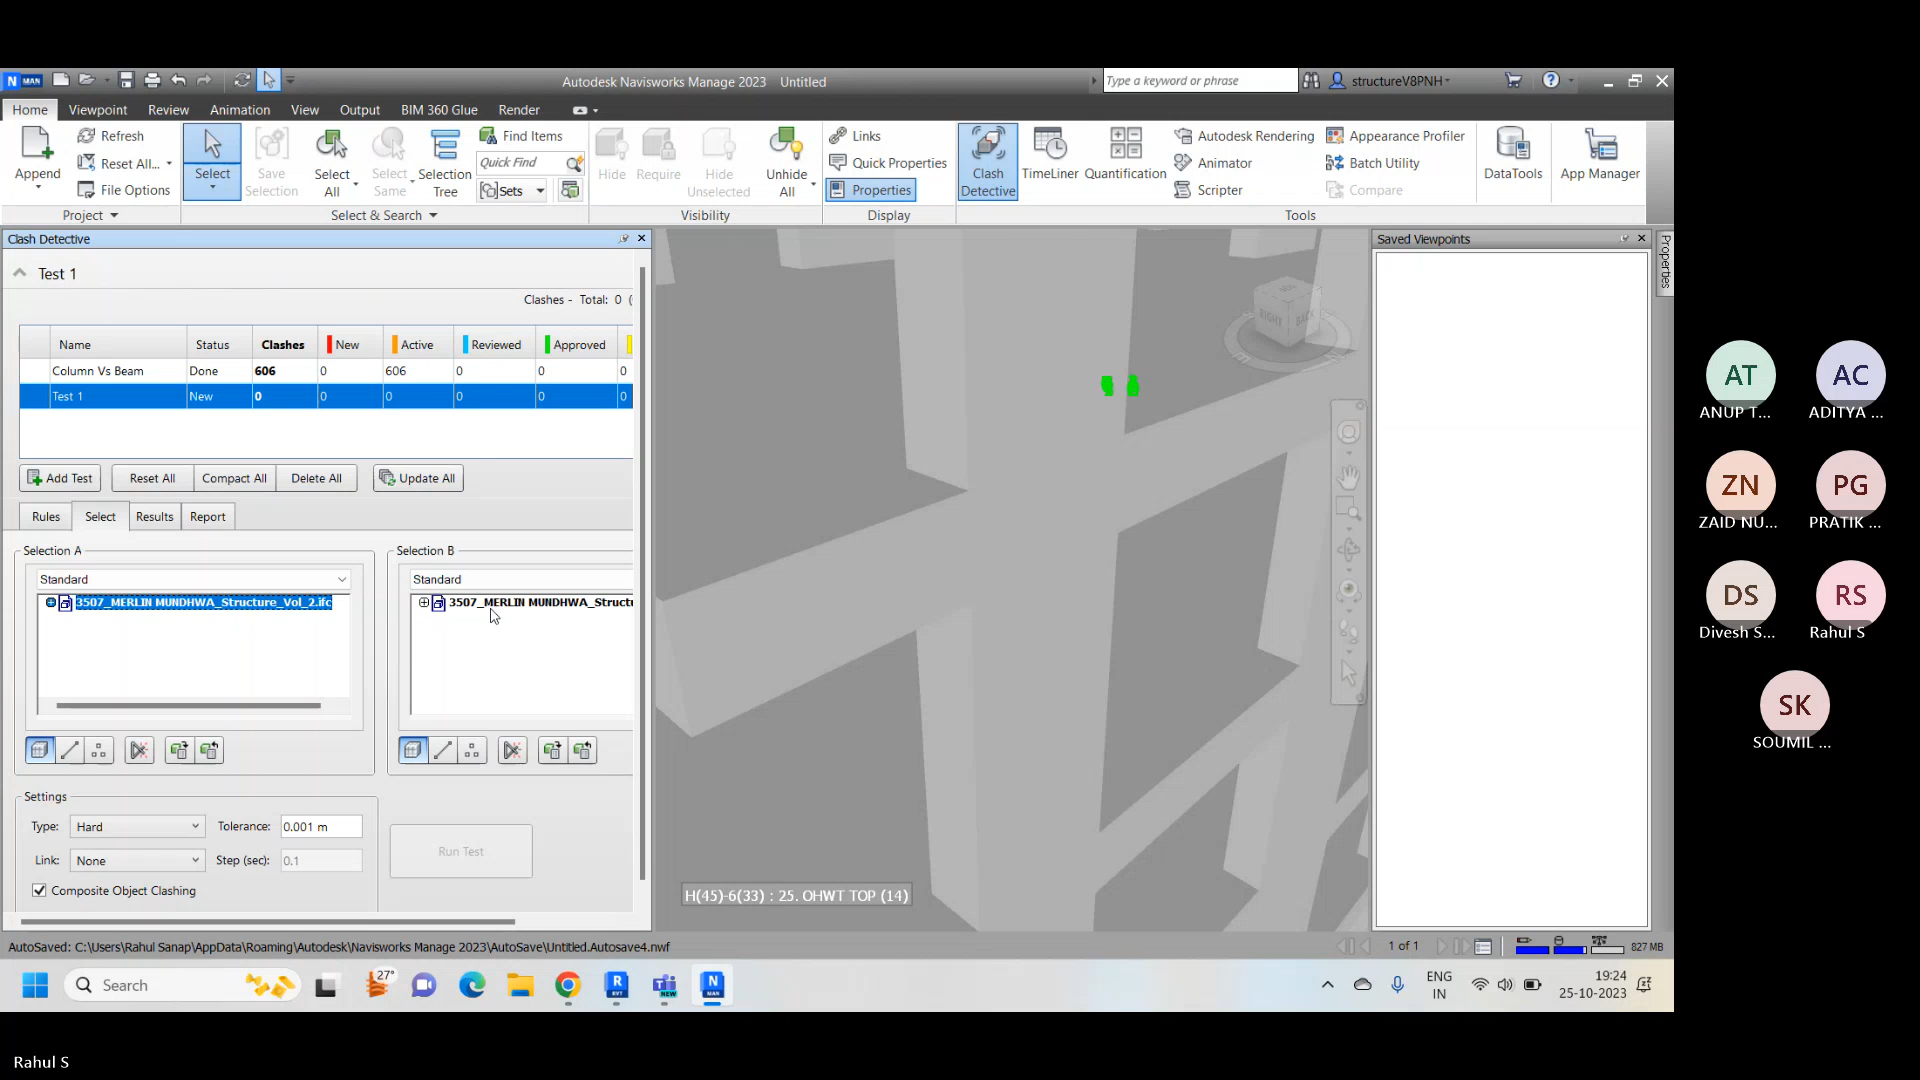 N MAN
Autodesk Navisworks Manage 2023 Untitled
Type a keyword or phrase
structureV8PNH
Home Viewpoint Review Animation View Output BIM 360 Glue Render
Append
Refresh
Reset All...
File Options
Project
Select
Save Selection
Select All
Select Same
Selection Tree
Find Items
Quick Find
Sets
Select & Search
Hide
Require
Hide Unselected
Unhide All
Visibility
Links
Quick Properties
Properties
Display
Clash Detective
TimeLiner
Quantification
Autodesk Rendering
Animator
Scripter
Appearance Profiler
Batch Utility
Compare
DataTools
App Manager
Tools
Clash Detective
Test 1
Clashes - Total: 0 (
Name Status Clashes New Active Reviewed Approved
Column Vs Beam Done 606 0 606 0 0 0
Test 1 New 0 0 0 0 0 0
Add Test Reset All Compact All Delete All Update All
Rules Select Results Report
Selection A
Standard
3507_MERLIN MUNDHWA_Structure_Vol_2.ifc
Selection B
Standard
3507_MERLIN MUNDHWA_Structu
Settings
Type: Hard Tolerance: 0.001 m
Link: None Step (sec): 0.1
Composite Object Clashing
Run Test
RIGHT BACK
H(45)-6(33) : 25. OHWT TOP (14)
Saved Viewpoints
Properties
AutoSaved: C:\Users\Rahul Sanap\AppData\Roaming\Autodesk\Navisworks Manage 2023\AutoSave\Untitled.Autosave4.nwf
1 of 1
827 MB
Search
27°
R RVT
NEW
N MAN
ENG
IN
19:24
25-10-2023
AT
ANUP T...
AC
ADITYA ...
ZN
ZAID NU...
PG
PRATIK ...
DS
Divesh S...
RS
Rahul S
SK
SOUMIL ...
Rahul S